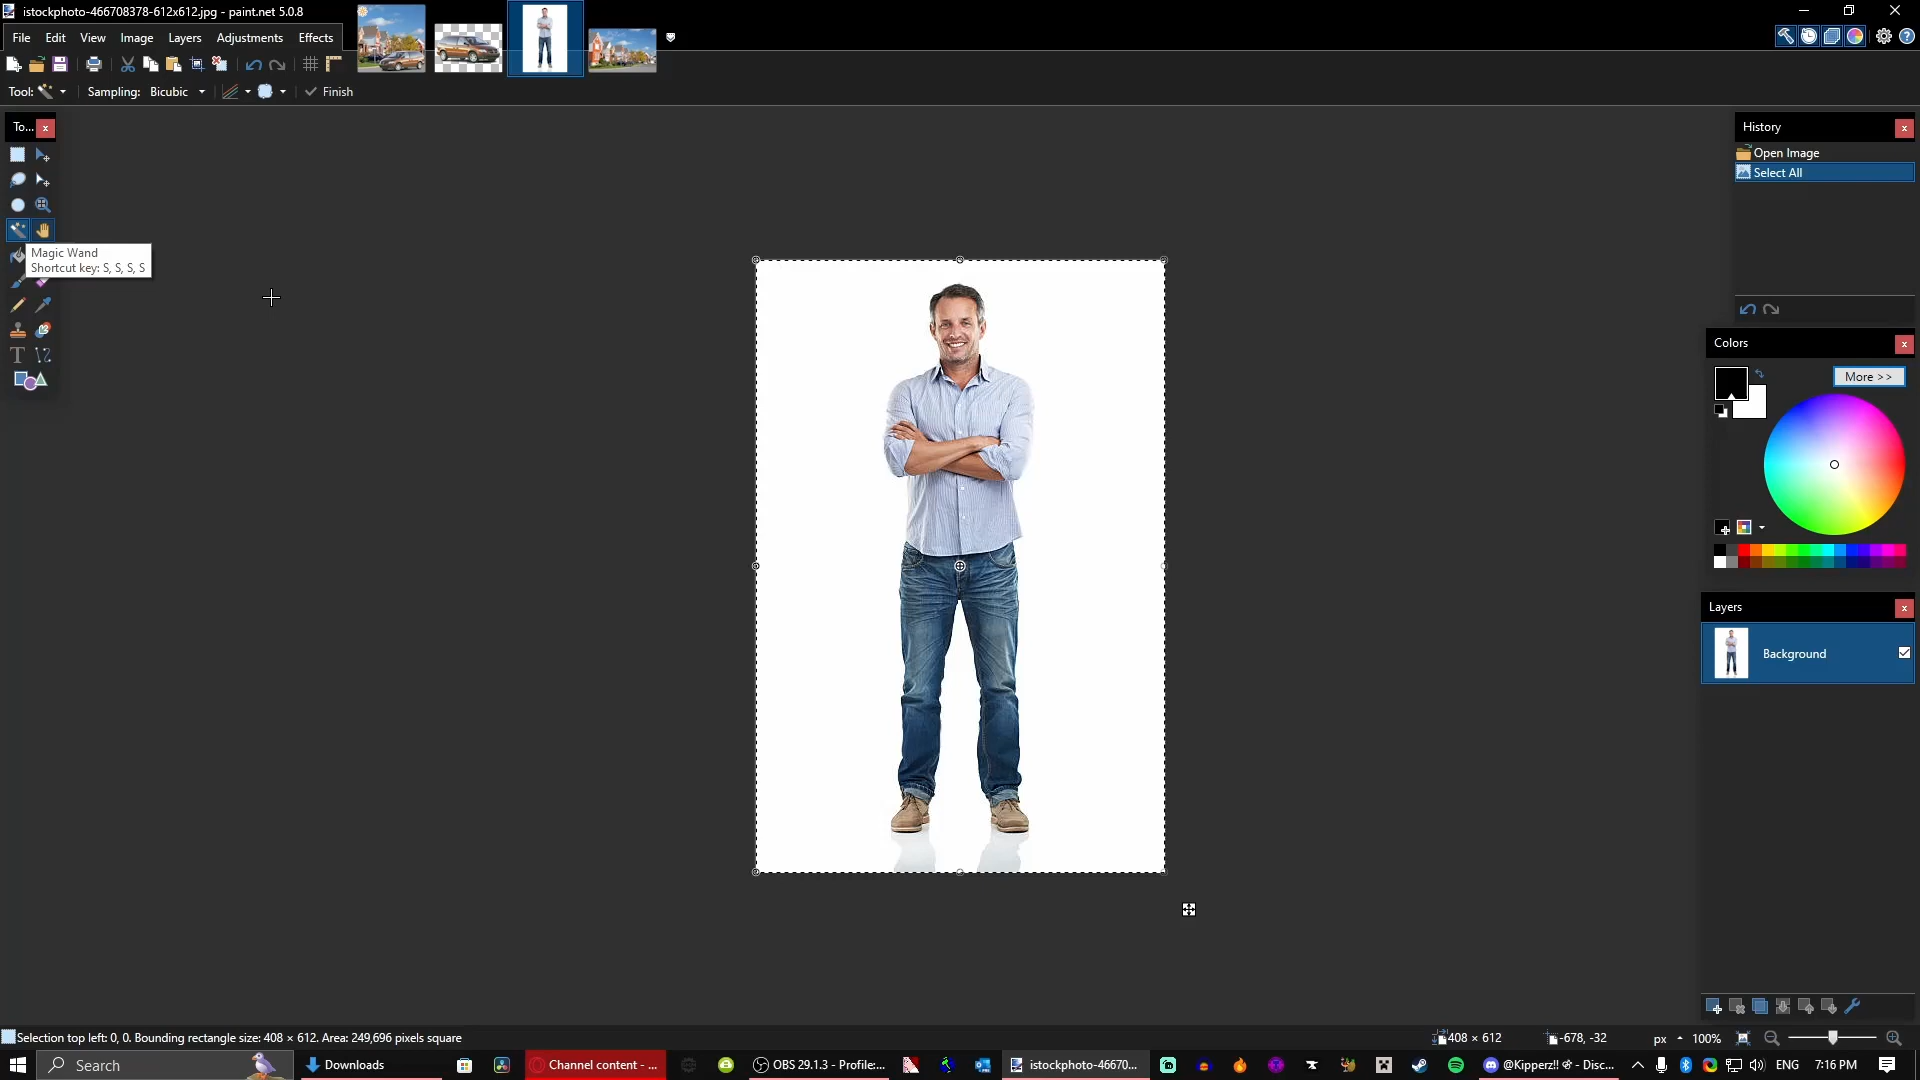 istockphoto-466708378-612x612.jpg - paint.net 5.0.8
File Edit View Image Layers Adjustments Effects
Tool: Sampling: Bicubic Finish
To...
Magic Wand
Shortcut key: S, S, S, S
T
History
Open Image
Select All
Colors
More >>
Layers
Background
Selection top left: 0, 0. Bounding rectangle size: 408 × 612. Area: 249,696 pixels square
408 × 612
-678, -32
px
100%
Search
Downloads
Channel content - ...
OBS 29.1.3 - Profile:...
istockphoto-46670...
@Kipperz!! 🝰 - Disc...
ENG
7:16 PM